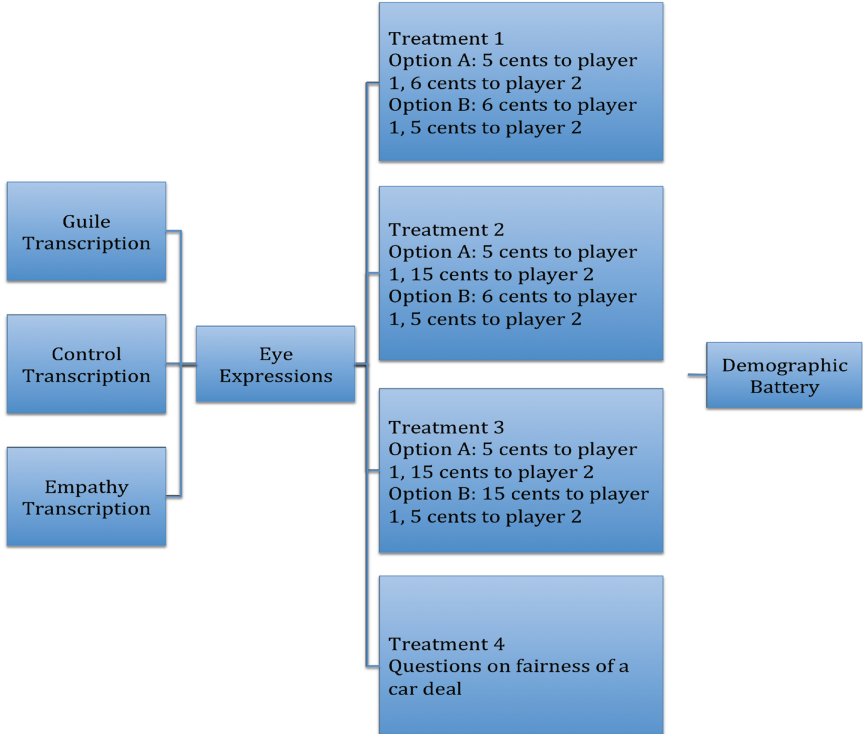 Guile
Transcription
Control
Transcription
Empathy
Transcription
Eye
Expressions
Treatment 1
Option A: 5 cents to player
1, 6 cents to player 2
Option B: 6 cents to player
1, 5 cents to player 2
Treatment 2
Option A: 5 cents to player
1, 15 cents to player 2
Option B: 6 cents to player
1, 5 cents to player 2
Treatment 3
Option A: 5 cents to player
1, 15 cents to player 2
Option B: 15 cents to player
1, 5 cents to player 2
Treatment 4
Questions on fairness of a
car deal
Demographic
Battery